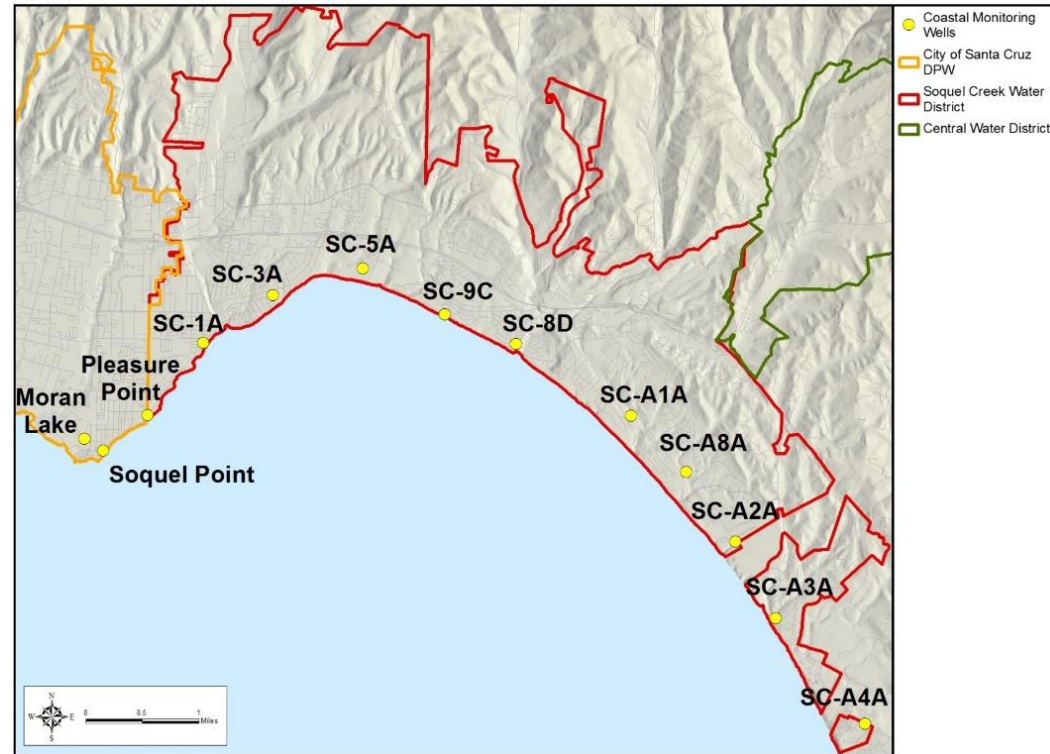 Coastal Monitoring
Wells
City of Santa Cruz
DPW
Soquel Creek Water
District
Central Water District
SC-5A
SC-3A
SC-9C
SC-1A
SC-8D
Pleasure
Point
Moran
Lake
Soquel Point
SC-A1A
SC-A8A
SC-A2A
SC-A3A
SC-A4A
N
W E
S
0 0.5 1
Miles